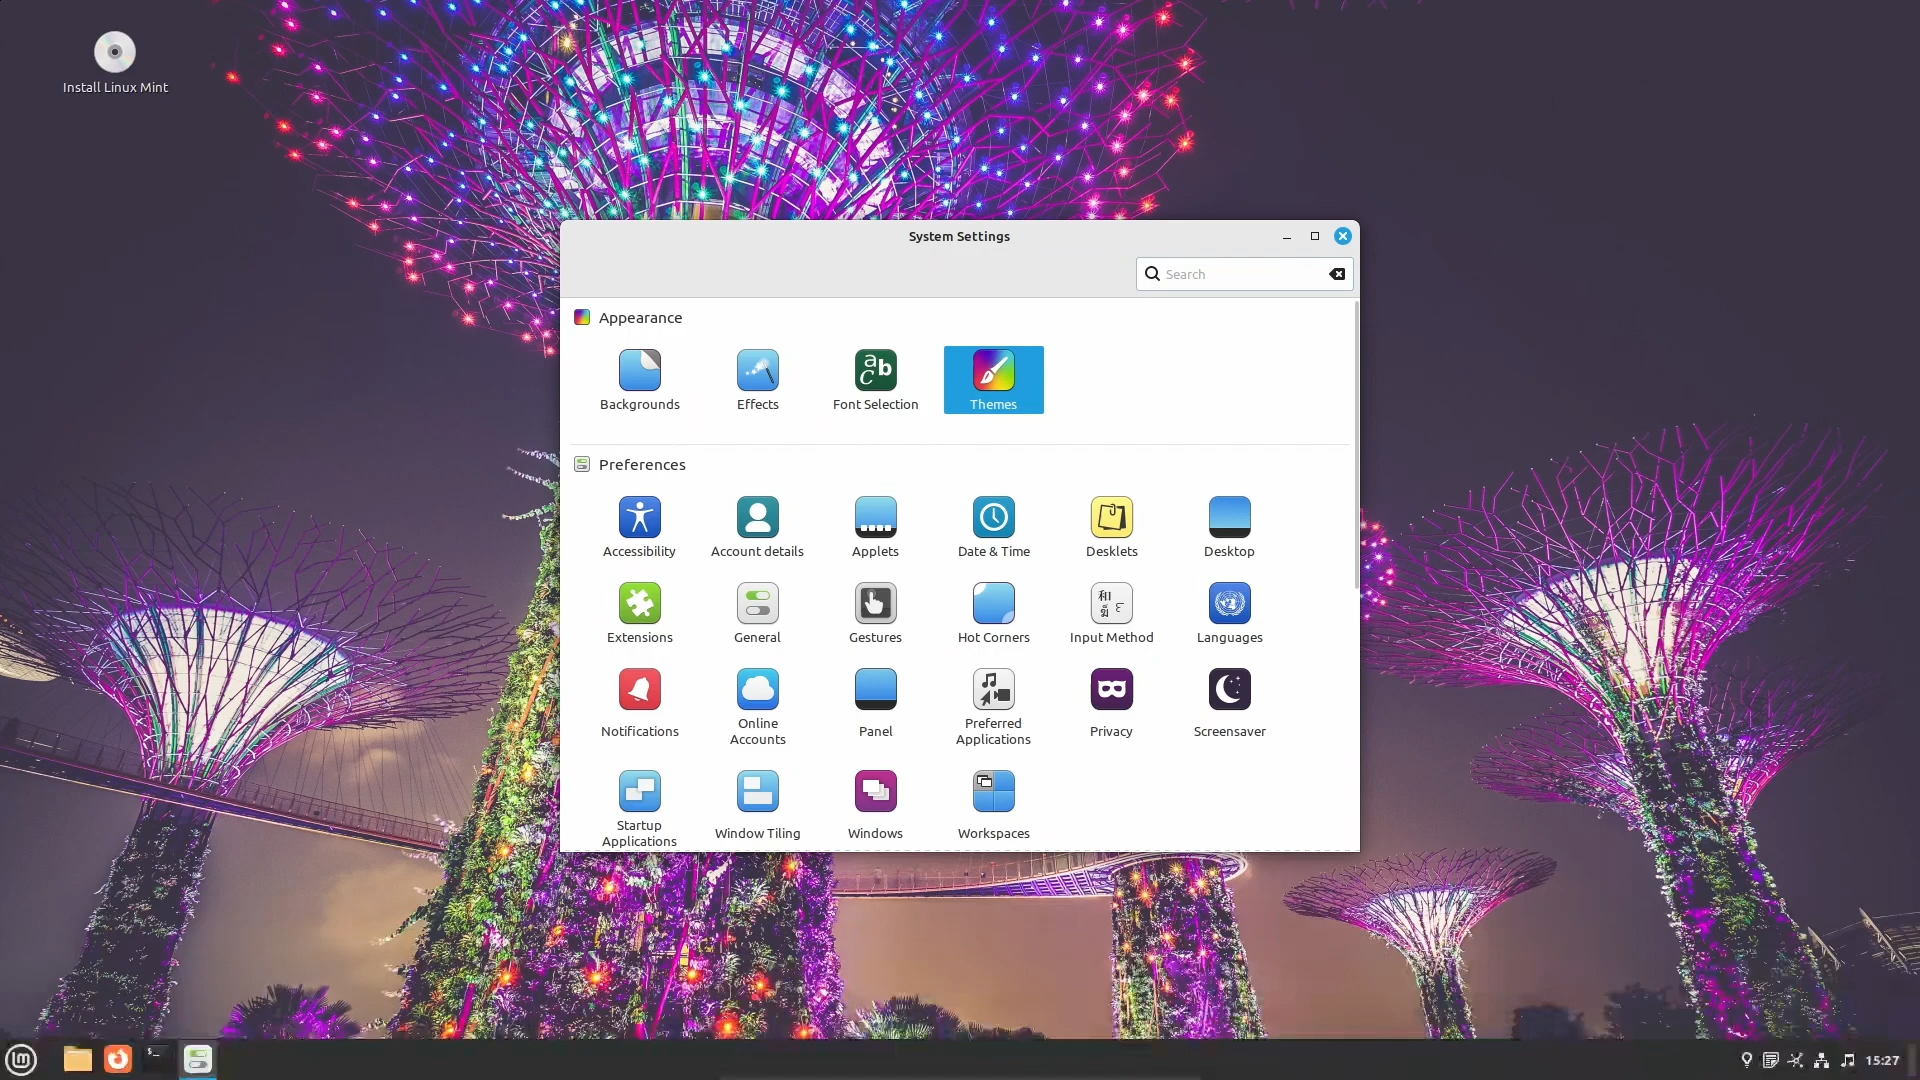 Install Linux Mint
System Settings
Search
Appearance
Backgrounds
Effects
Font Selection
Themes
Preferences
Accessibility
Account details
Applets
Date & Time
Desklets
Desktop
Extensions
General
Gestures
Hot Corners
Input Method
Languages
Notifications
Online
Accounts
Panel
Preferred
Applications
Privacy
Screensaver
Startup
Applications
Window Tiling
Windows
Workspaces
15:27